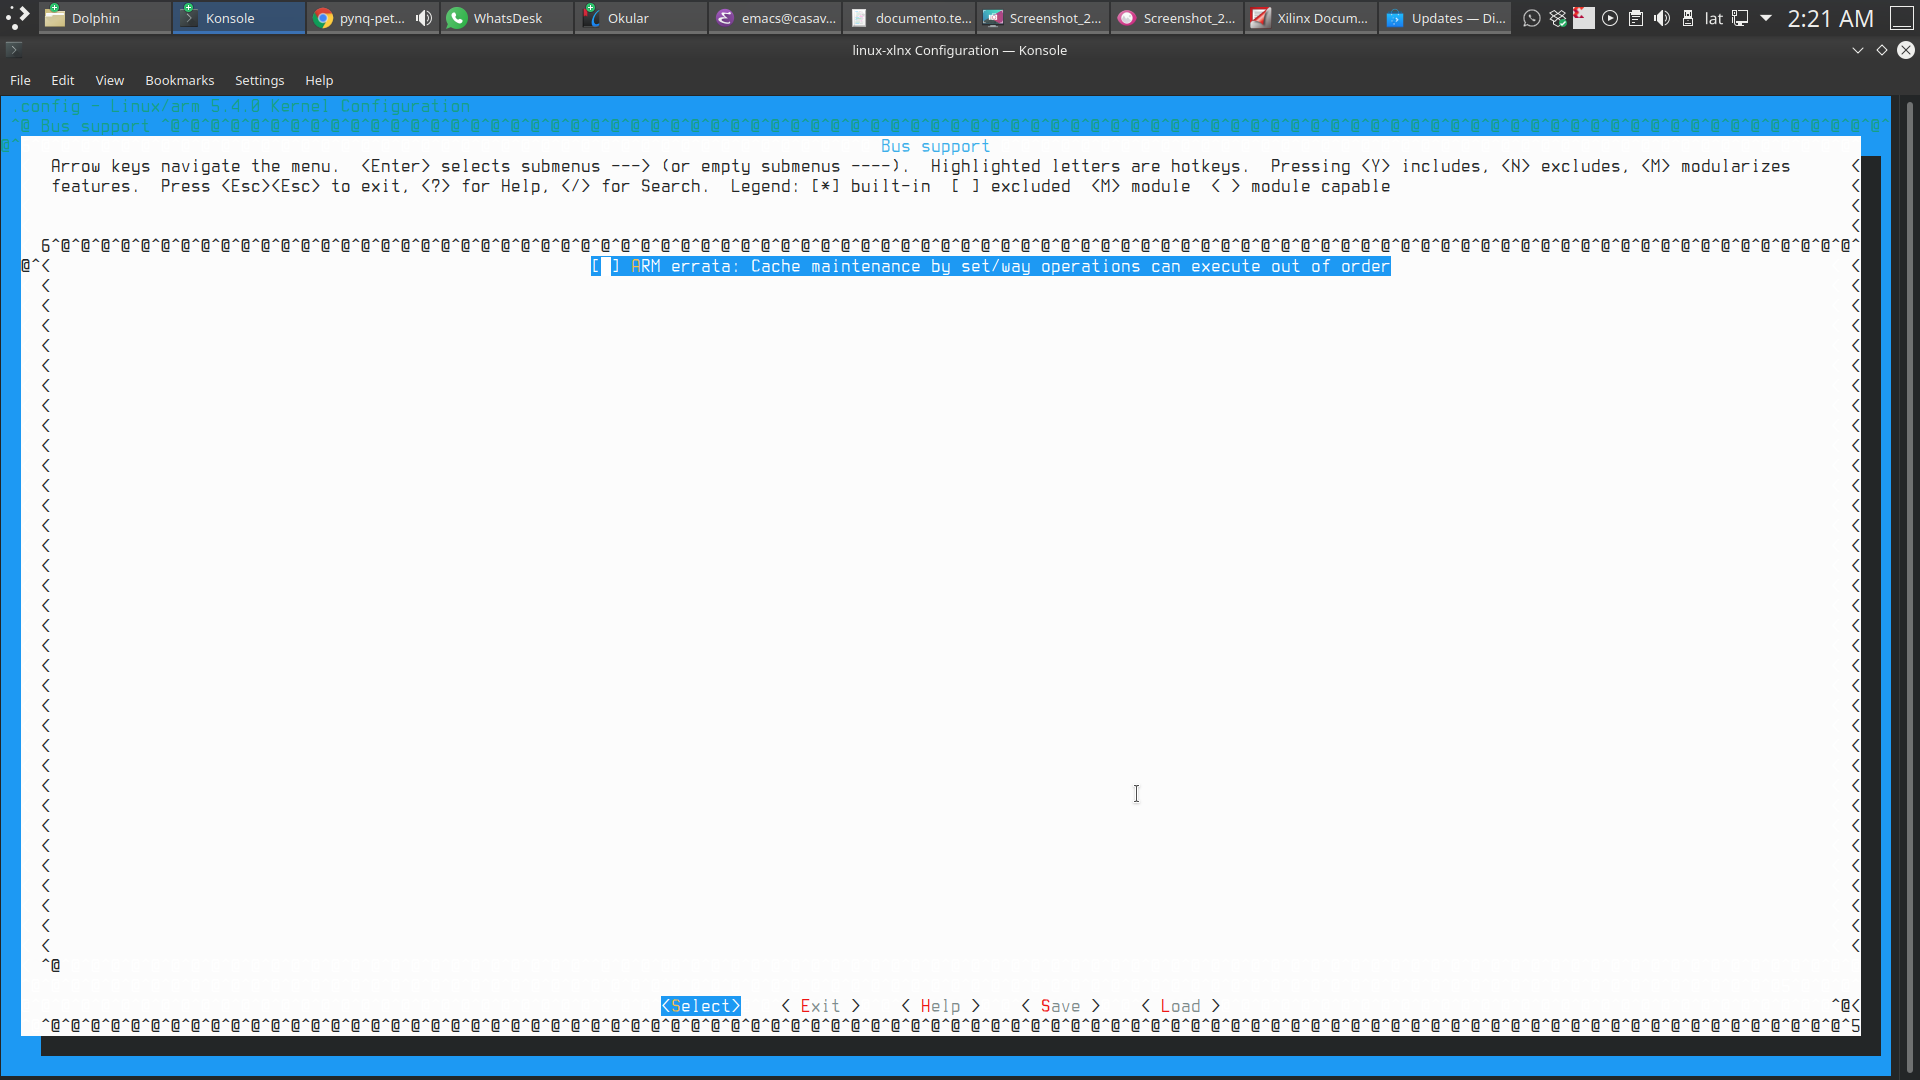 Dolphin
Konsole
pynq-pet...
WhatsDesk
Okular
emacs@casav...
documento.te...
Screenshot_2...
Screenshot_2...
Xilinx Docum...
Updates — Di...
lat
2:21 AM
linux-xlnx Configuration — Konsole
File Edit View Bookmarks Settings Help
.config - Linux/arm 5.4.0 Kernel Configuration
Bus support
Bus support
Arrow keys navigate the menu.  <Enter> selects submenus ---> (or empty submenus ----).  Highlighted letters are hotkeys.  Pressing <Y> includes, <N> excludes, <M> modularizes
features.  Press <Esc><Esc> to exit, <?> for Help, </> for Search.  Legend: [*] built-in  [ ] excluded  <M> module  < > module capable
[ ] ARM errata: Cache maintenance by set/way operations can execute out of order
<Select>    < Exit >    < Help >    < Save >    < Load >